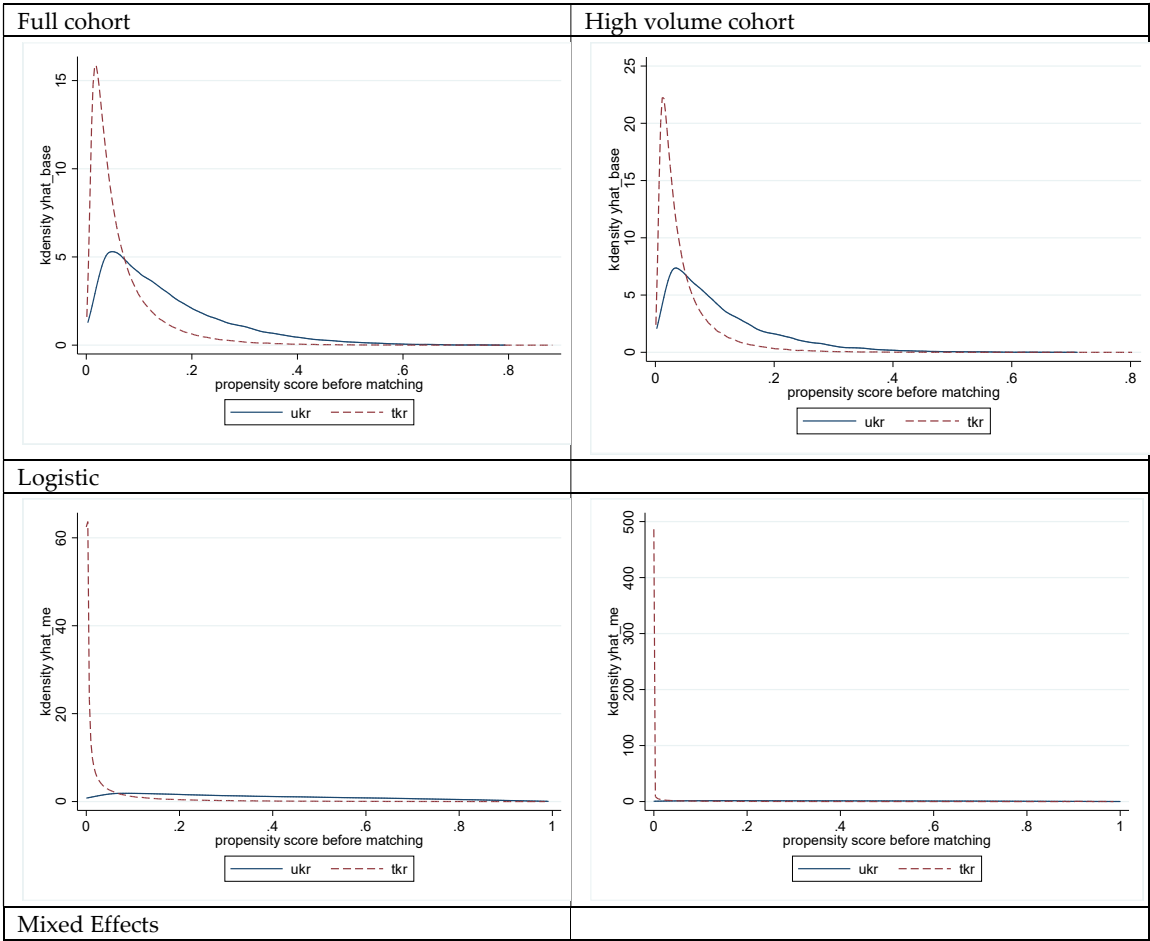 Full cohort
High volume cohort
kdensity yhat_base
15
10
5
0
0 .2 .4 .6 .8
propensity score before matching
ukr tkr
kdensity yhat_base
25
20
15
10
5
0
0 .2 .4 .6 .8
propensity score before matching
ukr tkr
Logistic
kdensity yhat_me
60
40
20
0
0 .2 .4 .6 .8 1
propensity score before matching
ukr tkr
kdensity yhat_me
500
400
300
200
100
0
0 .2 .4 .6 .8 1
propensity score before matching
ukr tkr
Mixed Effects